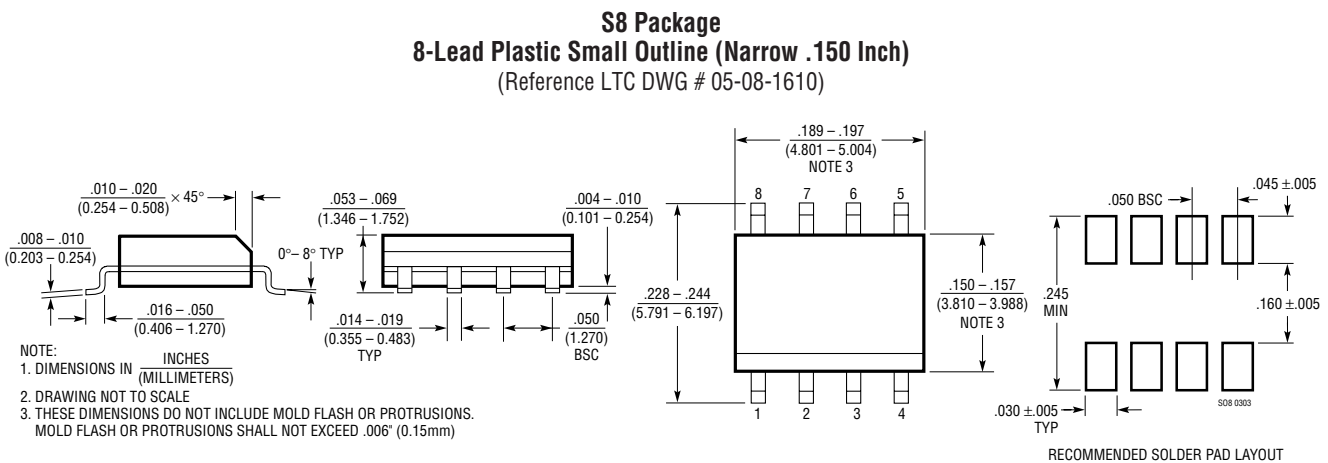 S8 Package
8-Lead Plastic Small Outline (Narrow .150 Inch)
(Reference LTC DWG # 05-08-1610)
.189 – .197
(4.801 – 5.004)
NOTE 3
8 7 6 5
.010 – .020
(0.254 – 0.508)
× 45°
.008 – .010
(0.203 – 0.254)
0°– 8° TYP
.016 – .050
(0.406 – 1.270)
.053 – .069
(1.346 – 1.752)
.004 – .010
(0.101 – 0.254)
.014 – .019
(0.355 – 0.483)
TYP
.050
(1.270)
BSC
.228 – .244
(5.791 – 6.197)
.150 – .157
(3.810 – 3.988)
NOTE 3
1 2 3 4
.050 BSC
.045 ±.005
.245
MIN
.160 ±.005
.030 ±.005
TYP
SO8 0303
RECOMMENDED SOLDER PAD LAYOUT
NOTE:
1. DIMENSIONS IN INCHES
(MILLIMETERS)
2. DRAWING NOT TO SCALE
3. THESE DIMENSIONS DO NOT INCLUDE MOLD FLASH OR PROTRUSIONS.
MOLD FLASH OR PROTRUSIONS SHALL NOT EXCEED .006" (0.15mm)